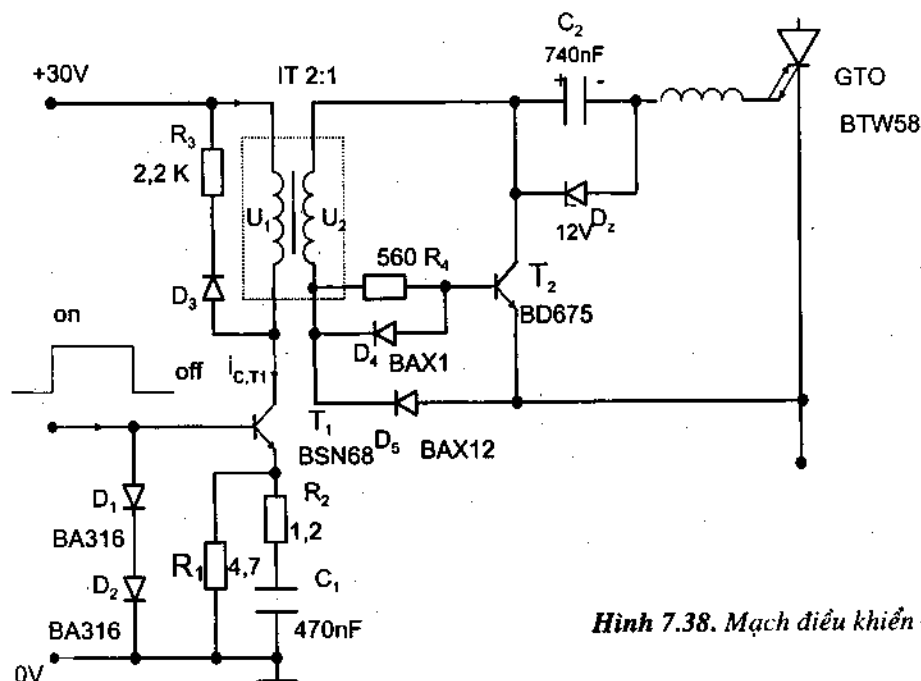 C₂
740nF
+
-
+30V
IT 2:1
GTO
BTW58
R₃
2,2 K
U₁
U₂
12V
D_z
560 R₄
T₂
BD675
D₃
on
off
D₄
BAX1
i_C,T1
T₁
D₅
BAX12
BSN68
R₂
1,2
D₁
BA316
R₁
4,7
D₂
C₁
470nF
BA316
0V
Hình 7.38. Mạch điều khiển